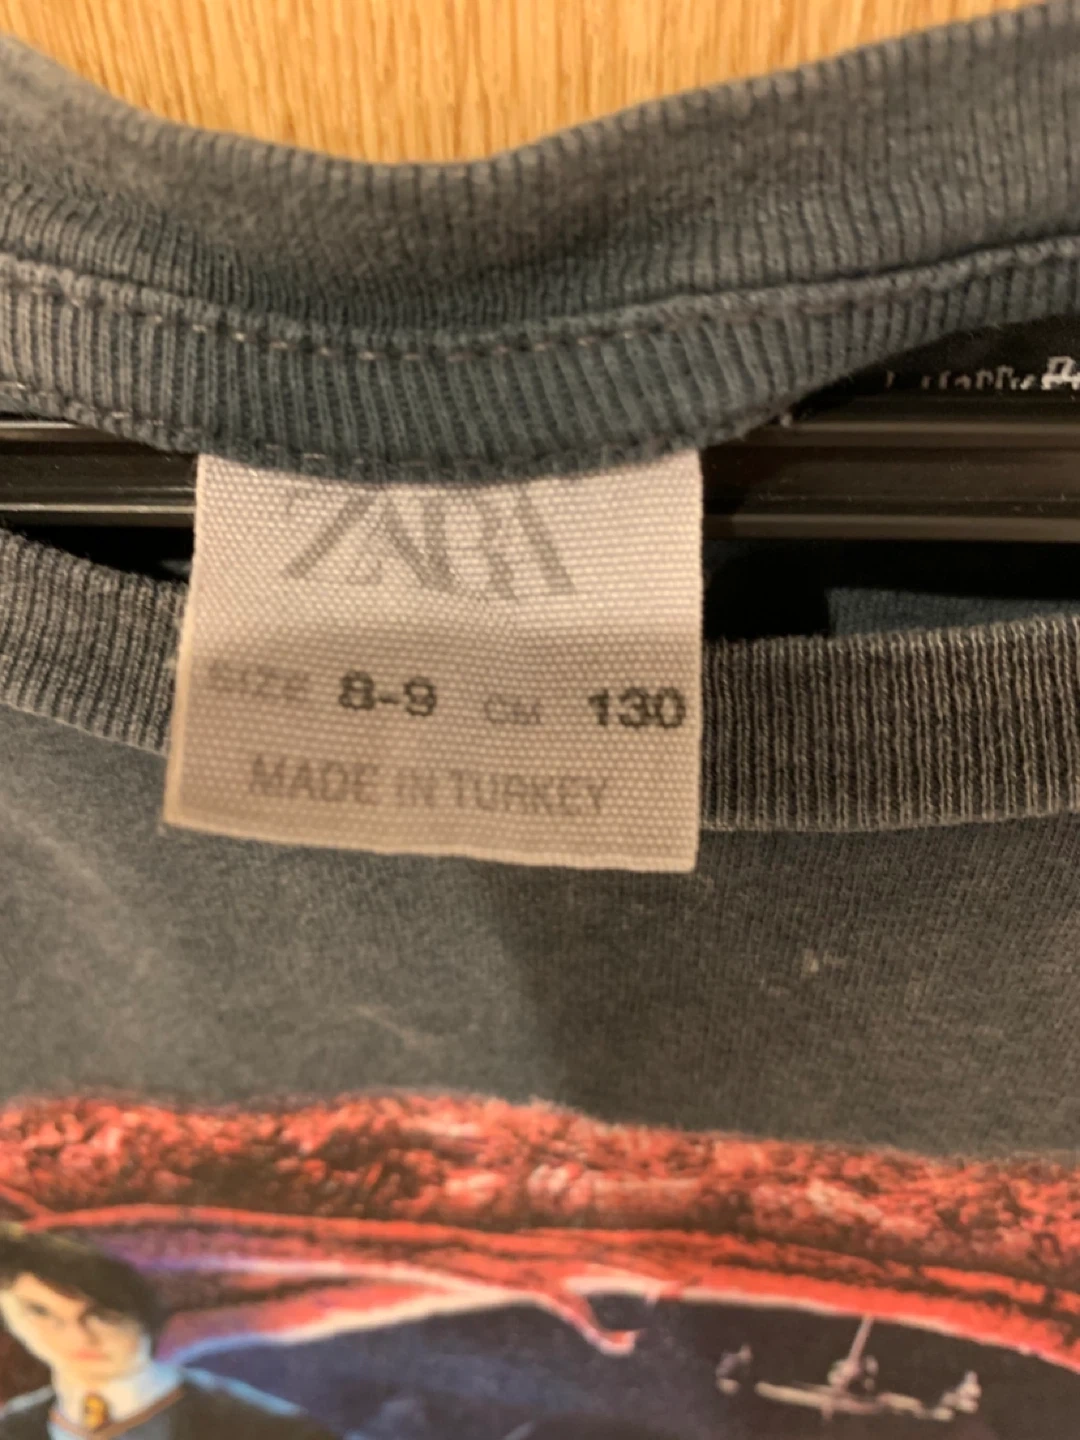 ZARA
SIZE 8-9 CM 130
MADE IN TURKEY